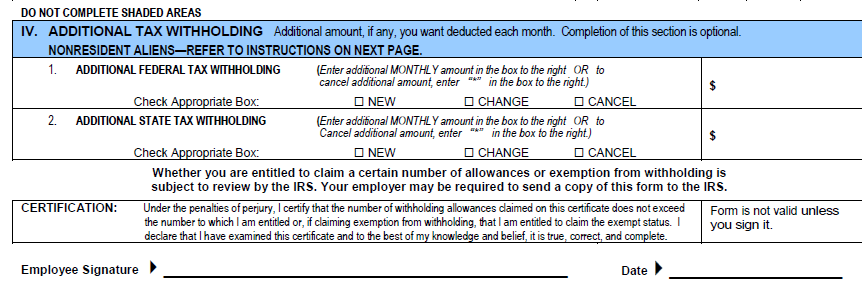 DO NOT COMPLETE SHADED AREAS
IV. ADDITIONAL TAX WITHHOLDING Additional amount, if any, you want deducted each month. Completion of this section is optional.
NONRESIDENT ALIENS—REFER TO INSTRUCTIONS ON NEXT PAGE.
1. ADDITIONAL FEDERAL TAX WITHHOLDING (Enter additional MONTHLY amount in the box to the right OR to
cancel additional amount, enter "*" in the box to the right.)
$
Check Appropriate Box: ☐ NEW ☐ CHANGE ☐ CANCEL
2. ADDITIONAL STATE TAX WITHHOLDING (Enter additional MONTHLY amount in the box to the right OR to
Cancel additional amount, enter "*" in the box to the right.)
$
Check Appropriate Box: ☐ NEW ☐ CHANGE ☐ CANCEL
Whether you are entitled to claim a certain number of allowances or exemption from withholding is
subject to review by the IRS. Your employer may be required to send a copy of this form to the IRS.
CERTIFICATION: Under the penalties of perjury, I certify that the number of withholding allowances claimed on this certificate does not exceed
the number to which I am entitled or, if claiming exemption from withholding, that I am entitled to claim the exempt status. I
declare that I have examined this certificate and to the best of my knowledge and belief, it is true, correct, and complete.
Form is not valid unless
you sign it.
Employee Signature Date